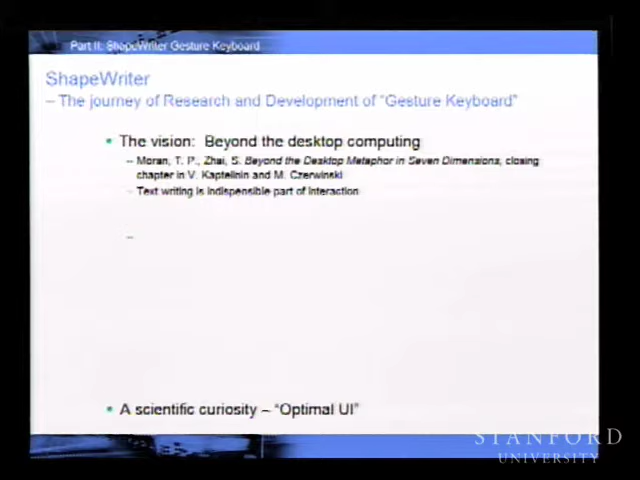 Part II: ShapeWriter Gesture Keyboard
ShapeWriter
– The journey of Research and Development of "Gesture Keyboard"
• The vision: Beyond the desktop computing
– Moran, T. P., Zhai, S. Beyond the Desktop Metaphor in Seven Dimensions, closing
chapter in V. Kaptelinin and M. Czerwinski
– Text writing is indispensible part of interaction
–
• A scientific curiosity – "Optimal UI"
STANFORD
UNIVERSITY